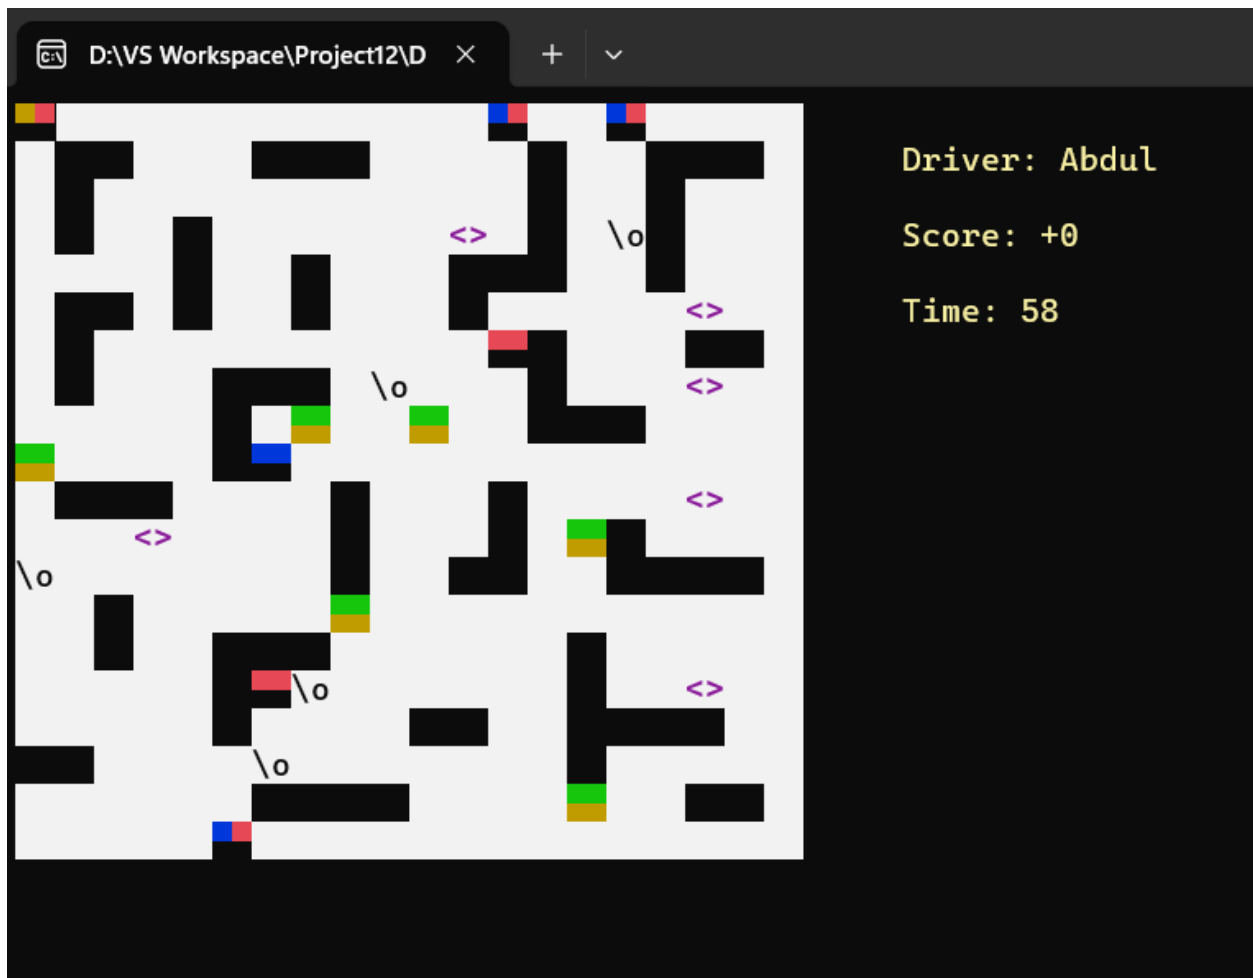 D:\VS Workspace\Project12\D
Driver: Abdul
<> \o Score: +0
<> Time: 58
\o <>
<>
<>
\o
\o <>
\o